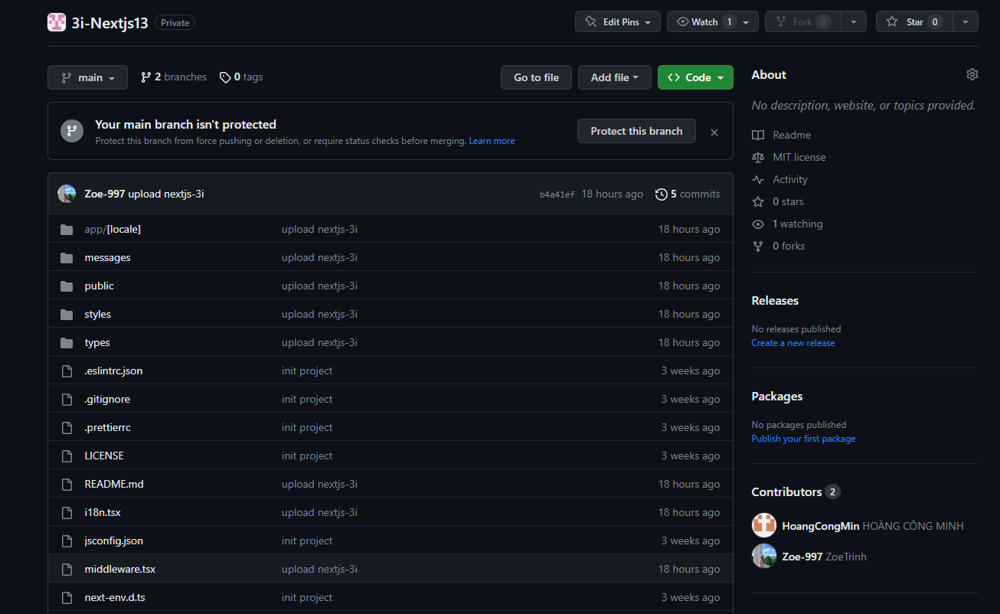 3i-Nextjs13 Private Edit Pins Watch 1 Fork 0 Star 0
main 2 branches 0 tags Go to file Add file Code
Your main branch isn't protected
Protect this branch from force pushing or deletion, or require status checks before merging. Learn more
Protect this branch
Zoe-997 upload nextjs-3i b4a41ef 18 hours ago 5 commits
app/[locale] upload nextjs-3i 18 hours ago
messages upload nextjs-3i 18 hours ago
public upload nextjs-3i 18 hours ago
styles upload nextjs-3i 18 hours ago
types upload nextjs-3i 18 hours ago
.eslintrc.json init project 3 weeks ago
.gitignore init project 3 weeks ago
.prettierrc init project 3 weeks ago
LICENSE init project 3 weeks ago
README.md upload nextjs-3i 18 hours ago
i18n.tsx upload nextjs-3i 18 hours ago
jsconfig.json init project 3 weeks ago
middleware.tsx upload nextjs-3i 18 hours ago
next-env.d.ts init project 3 weeks ago
About
No description, website, or topics provided.
Readme
MIT license
Activity
0 stars
1 watching
0 forks
Releases
No releases published
Create a new release
Packages
No packages published
Publish your first package
Contributors 2
HoangCongMin HOÀNG CÔNG MINH
Zoe-997 ZoeTrinh